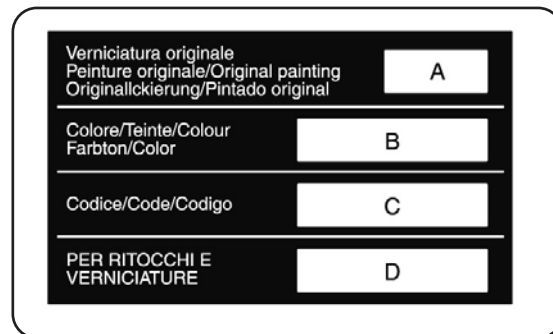 Verniciatura originale
Peinture originale/Original painting
Originallckierung/Pintado original
A
Colore/Teinte/Colour
Farbton/Color
B
Codice/Code/Codigo
C
PER RITOCCHI E
VERNICIATURE
D